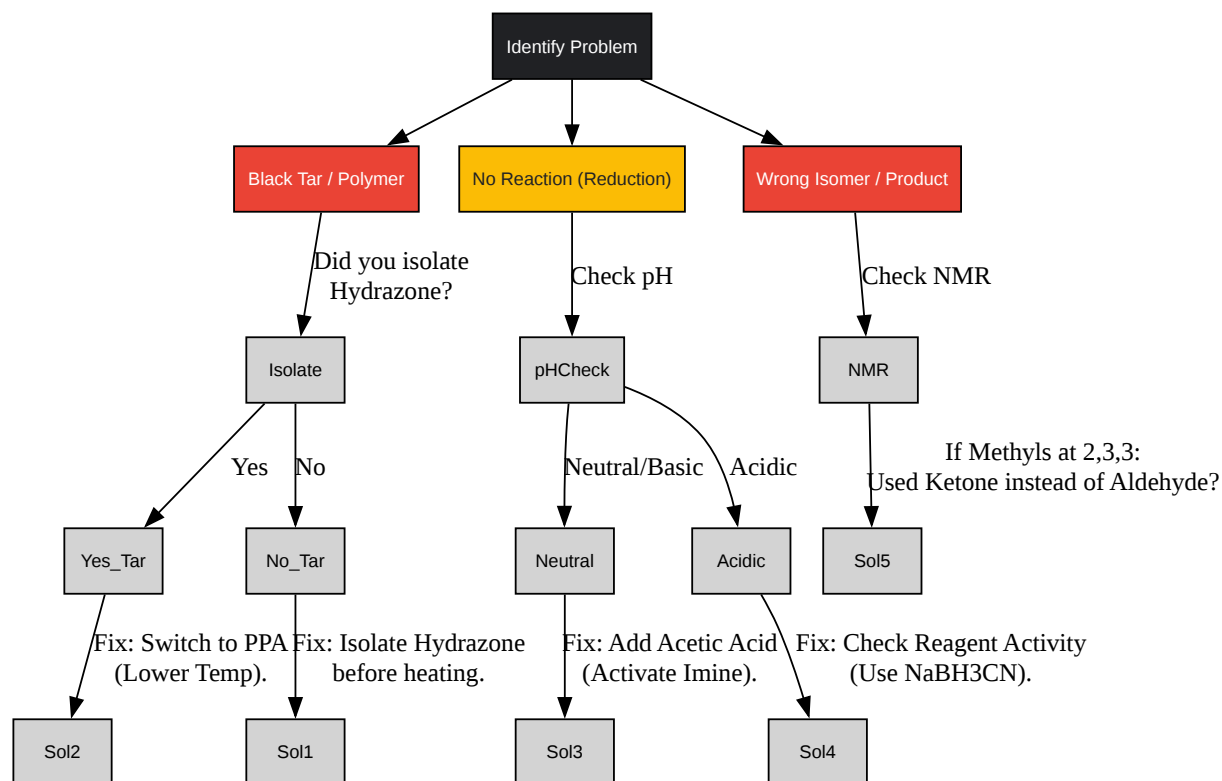 Identify Problem
Black Tar / Polymer
No Reaction (Reduction)
Wrong Isomer / Product
Did you isolate
Hydrazone?
Check pH
Check NMR
Isolate
pHCheck
NMR
Yes
No
Neutral/Basic
Acidic
If Methyls at 2,3,3:
Used Ketone instead of Aldehyde?
Yes_Tar
No_Tar
Neutral
Acidic
Sol5
Fix: Switch to PPA
(Lower Temp).
Fix: Isolate Hydrazone
before heating.
Fix: Add Acetic Acid
(Activate Imine).
Fix: Check Reagent Activity
(Use NaBH3CN).
Sol2
Sol1
Sol3
Sol4